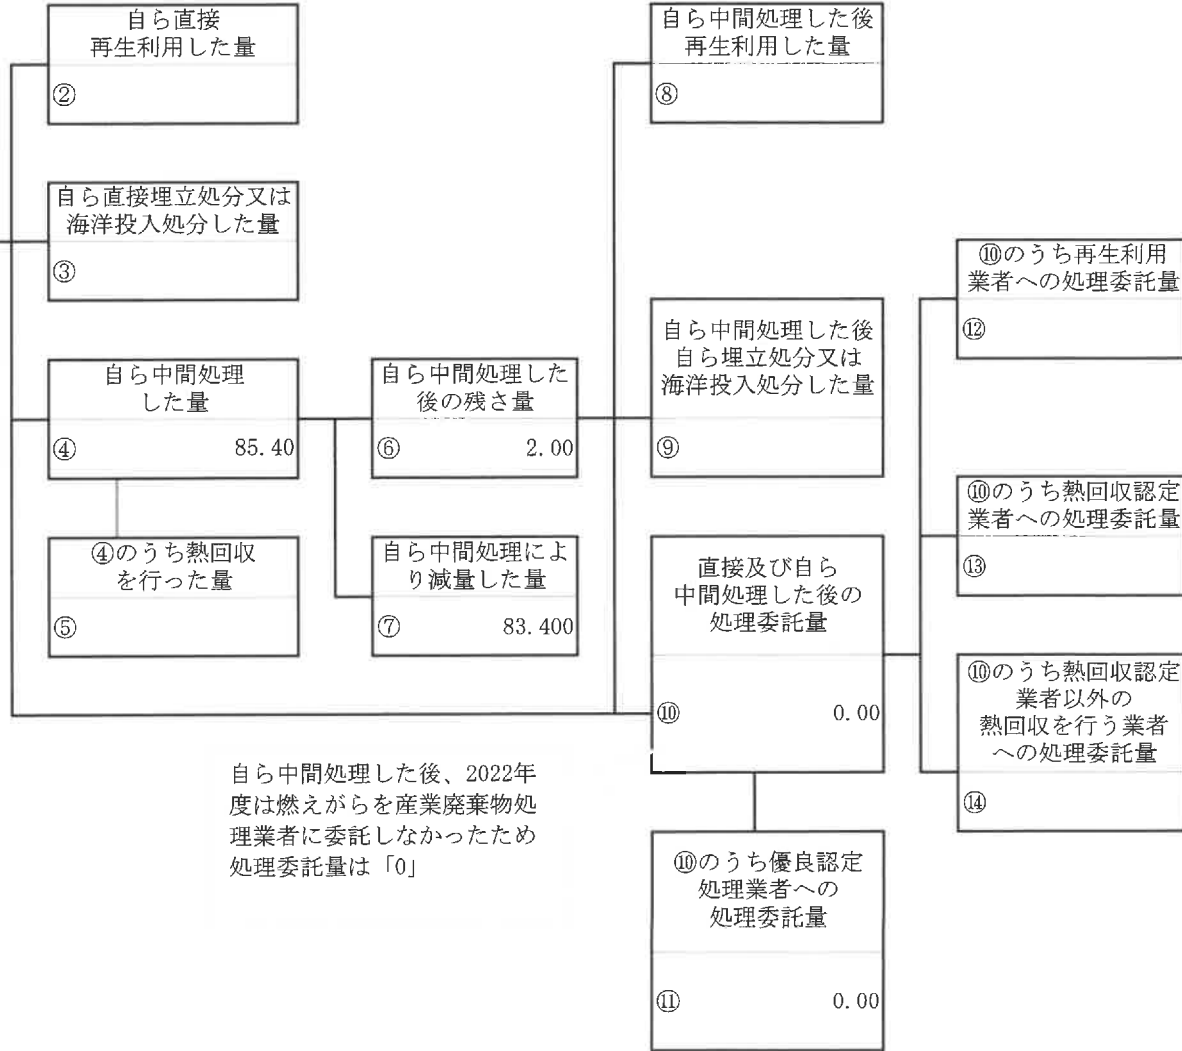 自ら直接
再生利用した量
②
自ら中間処理した後
再生利用した量
⑧
自ら直接埋立処分又は
海洋投入処分した量
③
⑩のうち再生利用
業者への処理委託量
⑫
自ら中間処理
した量
④ 85.40
自ら中間処理した
後の残さ量
⑥ 2.00
自ら中間処理した後
自ら埋立処分又は
海洋投入処分した量
⑨
⑩のうち熱回収認定
業者への処理委託量
⑬
④のうち熱回収
を行った量
⑤
自ら中間処理によ
り減量した量
⑦ 83.400
直接及び自ら
中間処理した後の
処理委託量
⑩ 0.00
⑩のうち熱回収認定
業者以外の
熱回収を行う業者
への処理委託量
⑭
自ら中間処理した後、2022年
度は燃えがらを産業廃棄物処
理業者に委託しなかったため
処理委託量は「0」
⑩のうち優良認定
処理業者への
処理委託量
⑪ 0.00